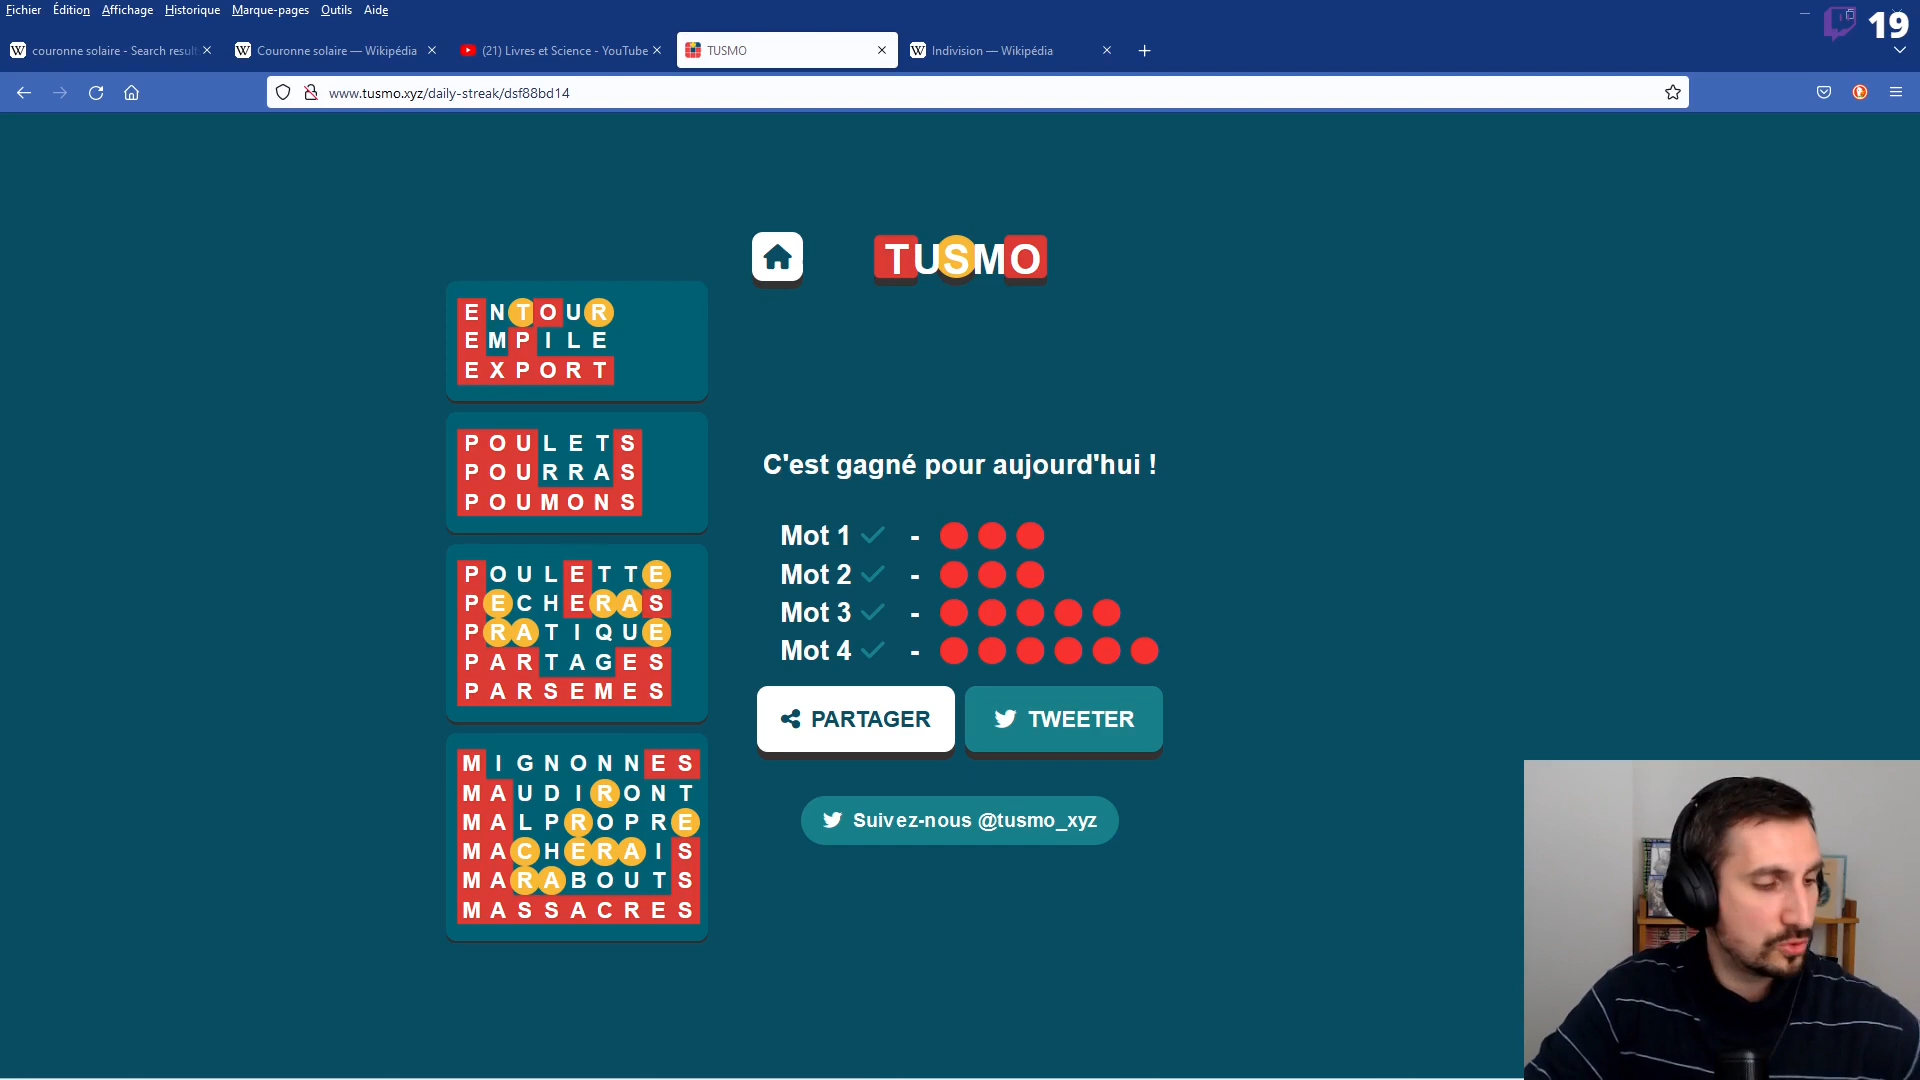 Fichier Édition Affichage Historique Marque-pages Outils Aide
19
couronne solaire - Search resul
Couronne solaire — Wikipédia
(21) Livres et Science - YouTube
TUSMO
Indivision — Wikipédia
www.tusmo.xyz/daily-streak/dsf88bd14
TUSMO
ENTOUR
EMPILE
EXPORT
POULETS
POURRAS
POUMONS
POULETTE
PECHERAS
PRATIQUE
PARTAGES
PARSEMES
MIGNONNES
MAUDIRONT
MALPROPRE
MACHERAIS
MARABOUTS
MASSACRES
C'est gagné pour aujourd'hui !
Mot 1 -
Mot 2 -
Mot 3 -
Mot 4 -
PARTAGER
TWEETER
Suivez-nous @tusmo_xyz